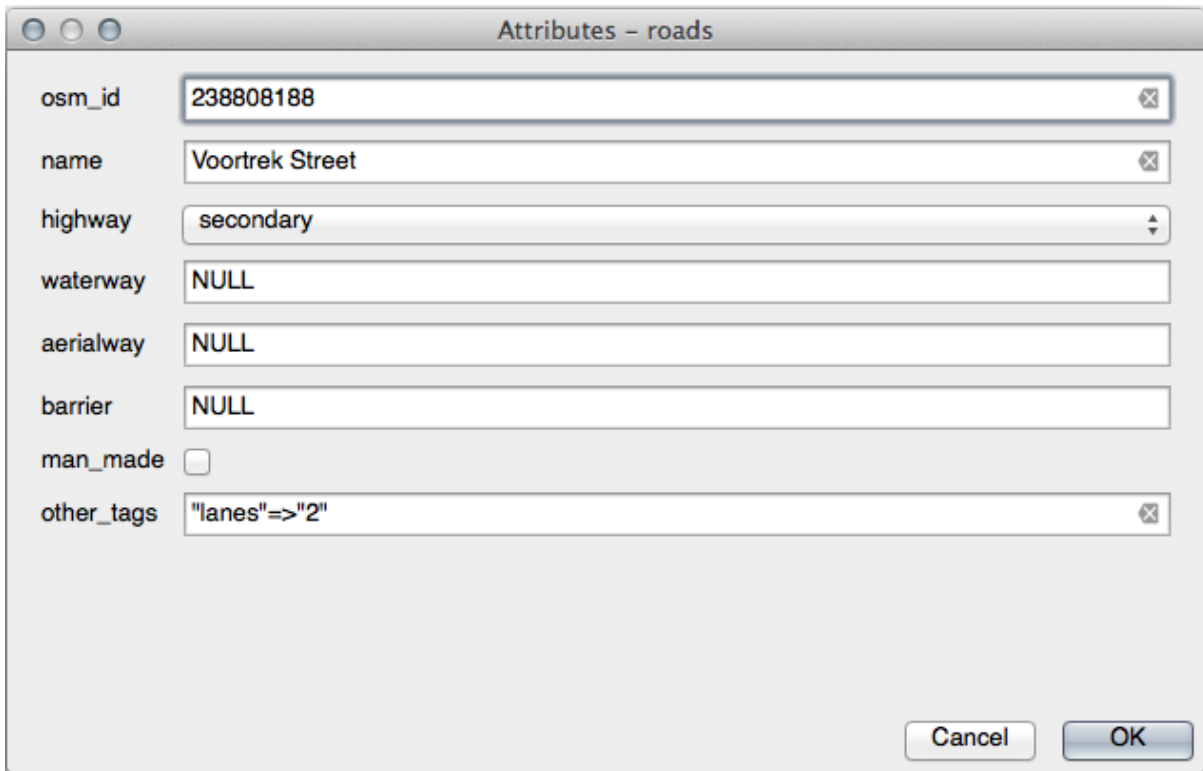 Attributes – roads
osm_id 238808188
name Voortrek Street
highway secondary
waterway NULL
aerialway NULL
barrier NULL
man_made
other_tags "lanes"=>"2"
Cancel OK